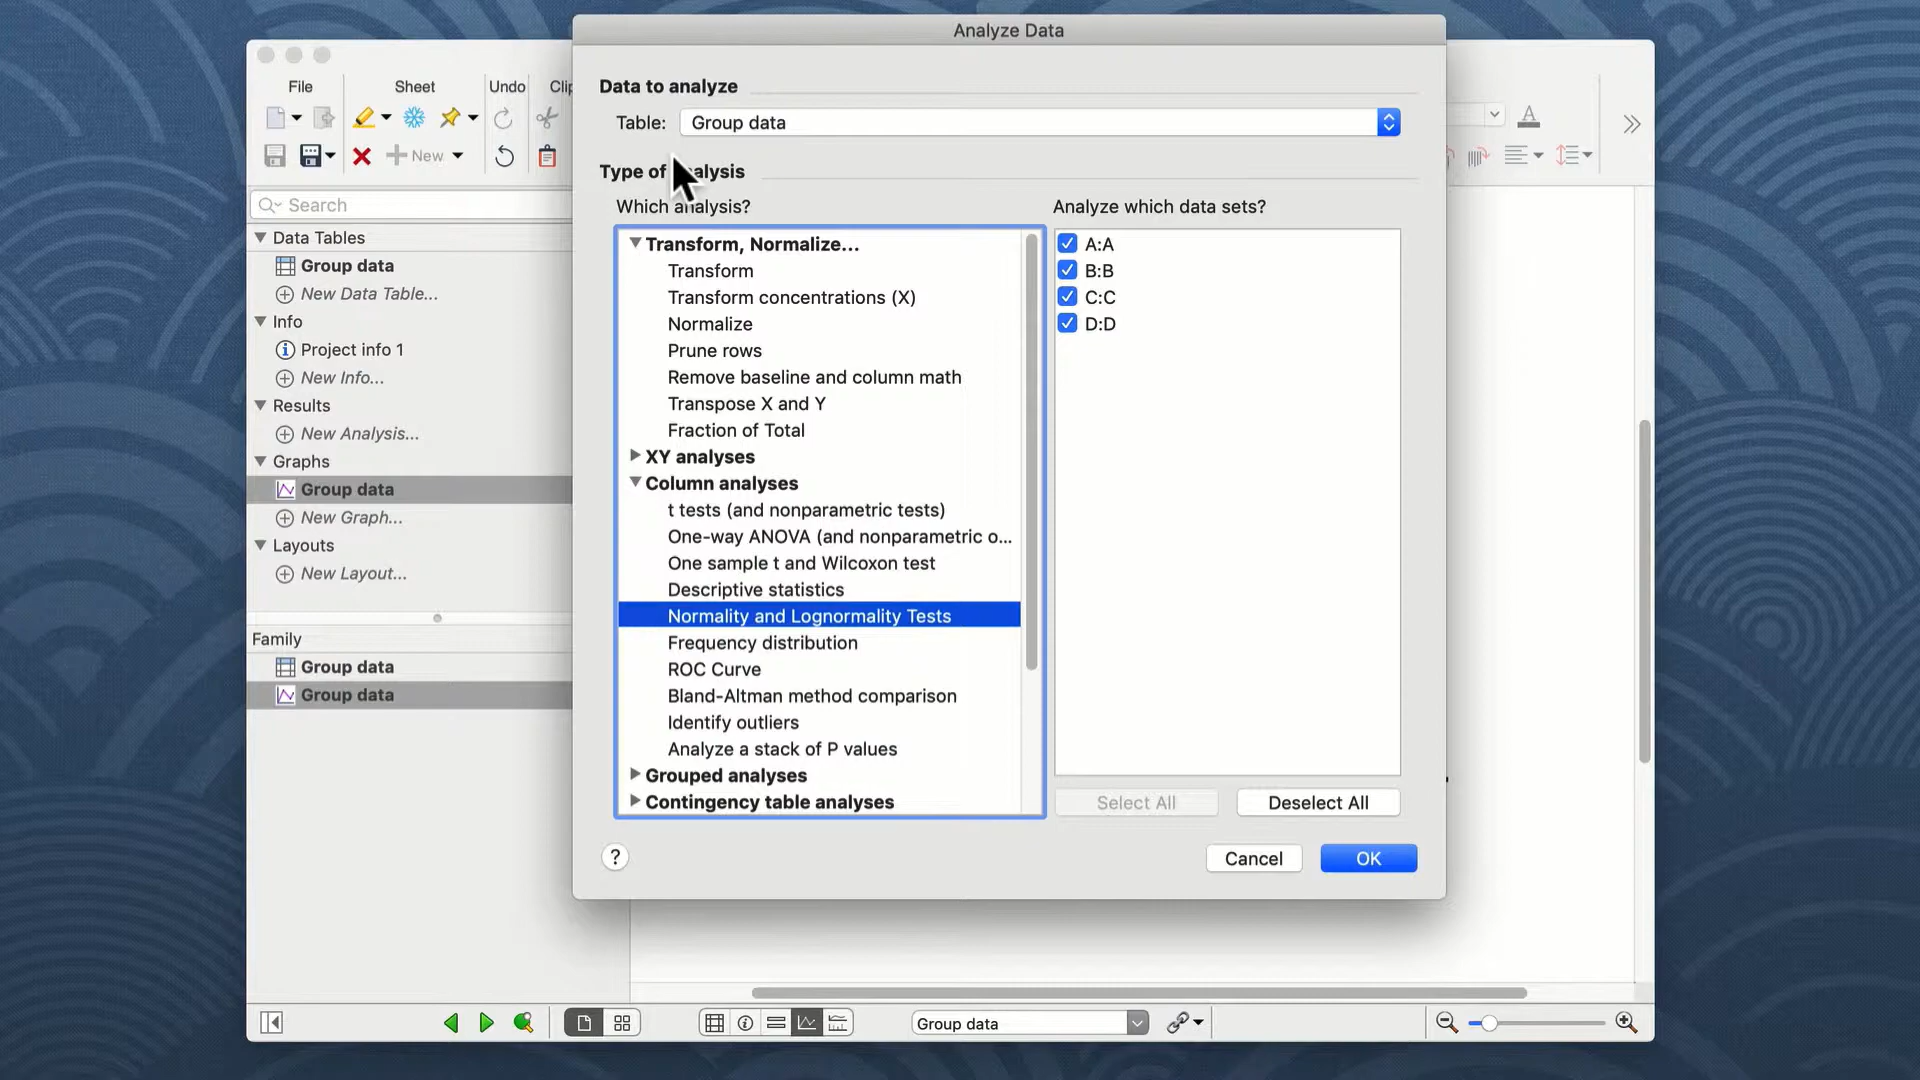 Analyze Data
File
Sheet
Undo
Clip
New
Search
Data Tables
Group data
New Data Table...
Info
Project info 1
New Info...
Results
New Analysis...
Graphs
Group data
New Graph...
Layouts
New Layout...
Family
Group data
Group data
Data to analyze
Table: Group data
Type of analysis
Which analysis?
Transform, Normalize...
Transform
Transform concentrations (X)
Normalize
Prune rows
Remove baseline and column math
Transpose X and Y
Fraction of Total
XY analyses
Column analyses
t tests (and nonparametric tests)
One-way ANOVA (and nonparametric o...
One sample t and Wilcoxon test
Descriptive statistics
Normality and Lognormality Tests
Frequency distribution
ROC Curve
Bland-Altman method comparison
Identify outliers
Analyze a stack of P values
Grouped analyses
Contingency table analyses
Analyze which data sets?
A:A
B:B
C:C
D:D
Select All
Deselect All
?
Cancel
OK
A
Group data